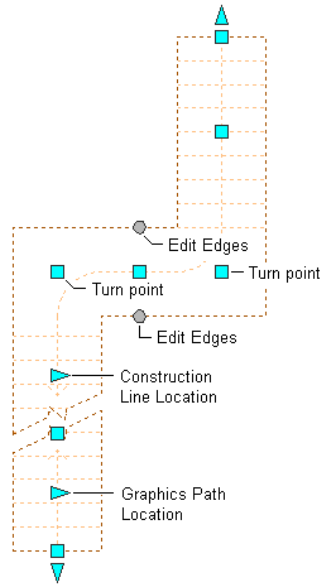 Edit Edges
Turn point
Turn point
Edit Edges
Construction
Line Location
Graphics Path
Location